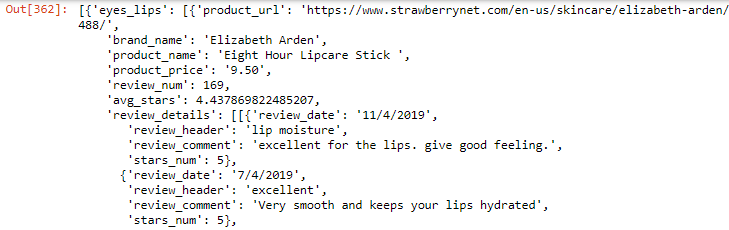 Out[362]: [{'eyes_lips': [{'product_url': 'https://www.strawberrynet.com/en-us/skincare/elizabeth-arden/
488/',
'brand_name': 'Elizabeth Arden',
'product_name': 'Eight Hour Lipcare Stick ',
'product_price': '9.50',
'review_num': 169,
'avg_stars': 4.437869822485207,
'review_details': [[{'review_date': '11/4/2019',
'review_header': 'lip moisture',
'review_comment': 'excellent for the lips. give good feeling.',
'stars_num': 5},
{'review_date': '7/4/2019',
'review_header': 'excellent',
'review_comment': 'Very smooth and keeps your lips hydrated',
'stars_num': 5},